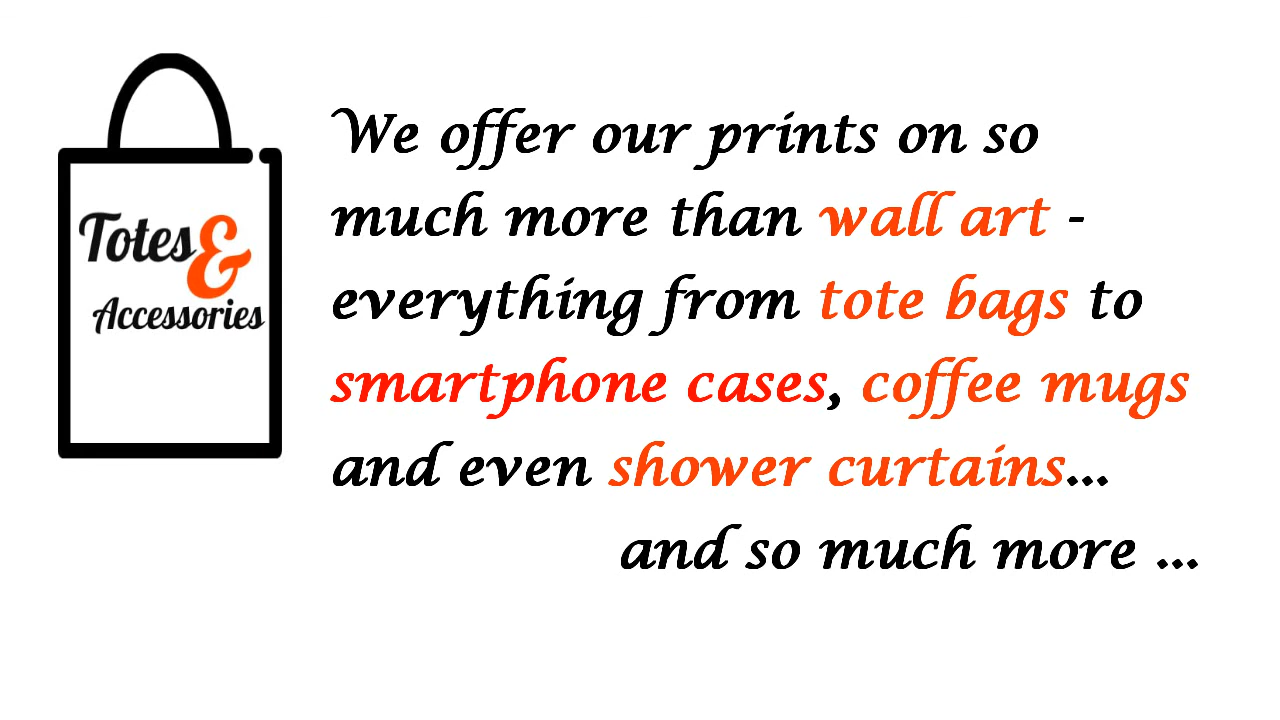 Totes &
Accessories
We offer our prints on so
much more than wall art -
everything from tote bags to
smartphone cases, coffee mugs
and even shower curtains...
and so much more ...